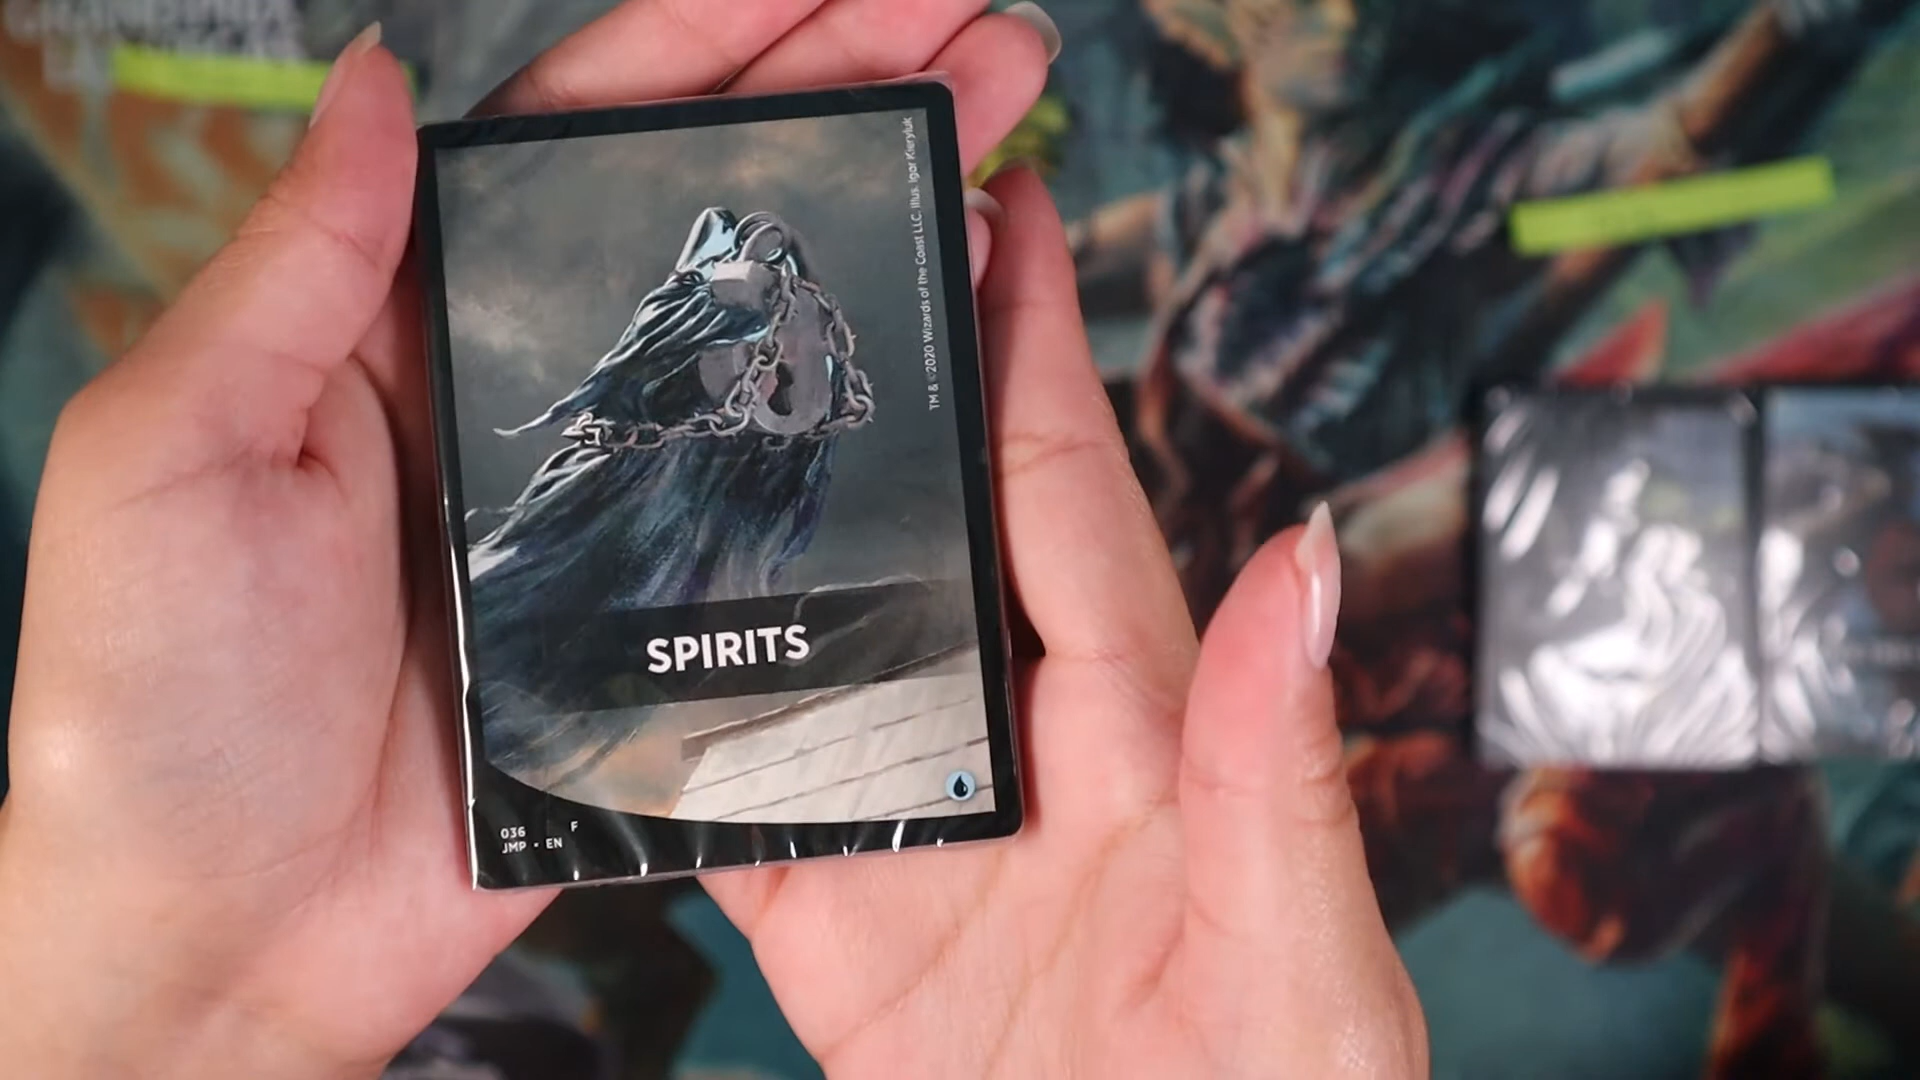 TM & ©2020 Wizards of the Coast LLC. Illus. Igor Kieryluk
SPIRITS
036 F
JMP • EN